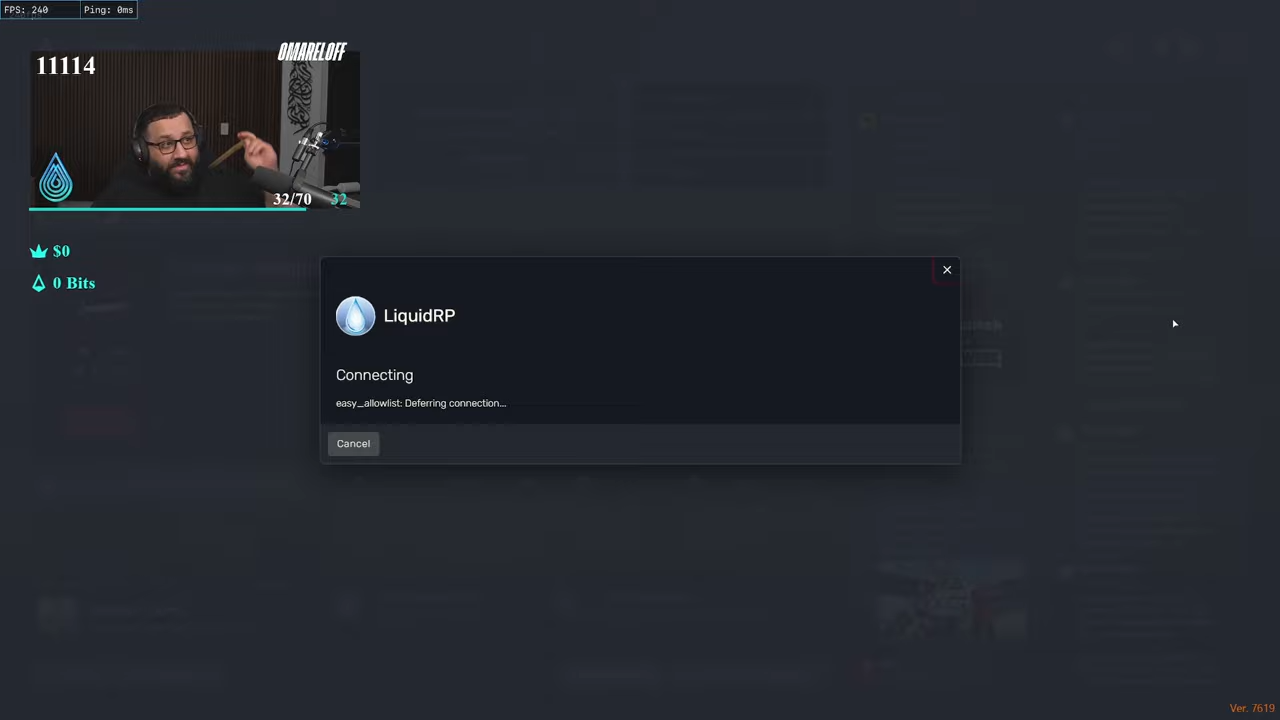 FPS: 240
Ping: 0ms
11114
OMARELOFF
32/70
32
$0
0 Bits
LiquidRP
Connecting
easy_allowlist: Deferring connection...
Cancel
Ver. 7619